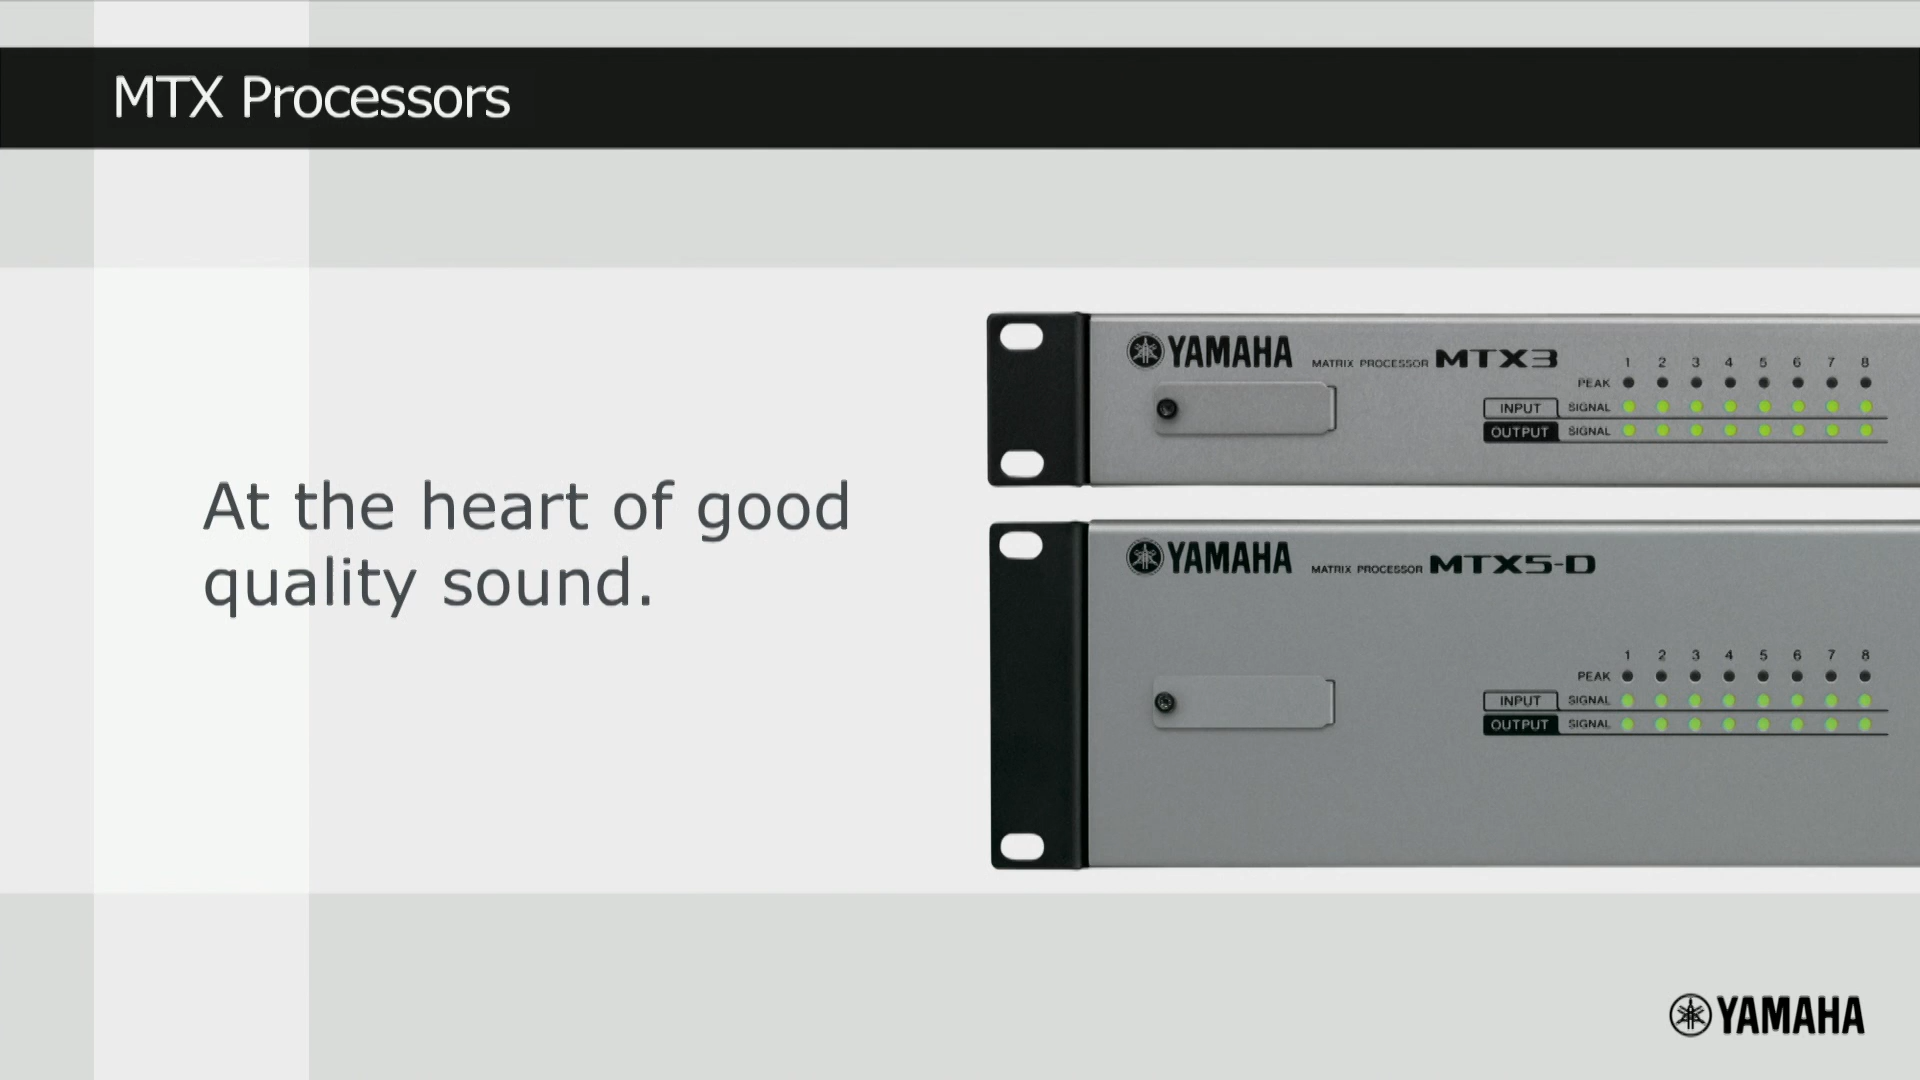 MTX Processors
At the heart of good
quality sound.
YAMAHA MATRIX PROCESSOR MTX3
1 2 3 4 5 6 7 8
PEAK
INPUT SIGNAL
OUTPUT SIGNAL
YAMAHA MATRIX PROCESSOR MTX5-D
1 2 3 4 5 6 7 8
PEAK
INPUT SIGNAL
OUTPUT SIGNAL
YAMAHA